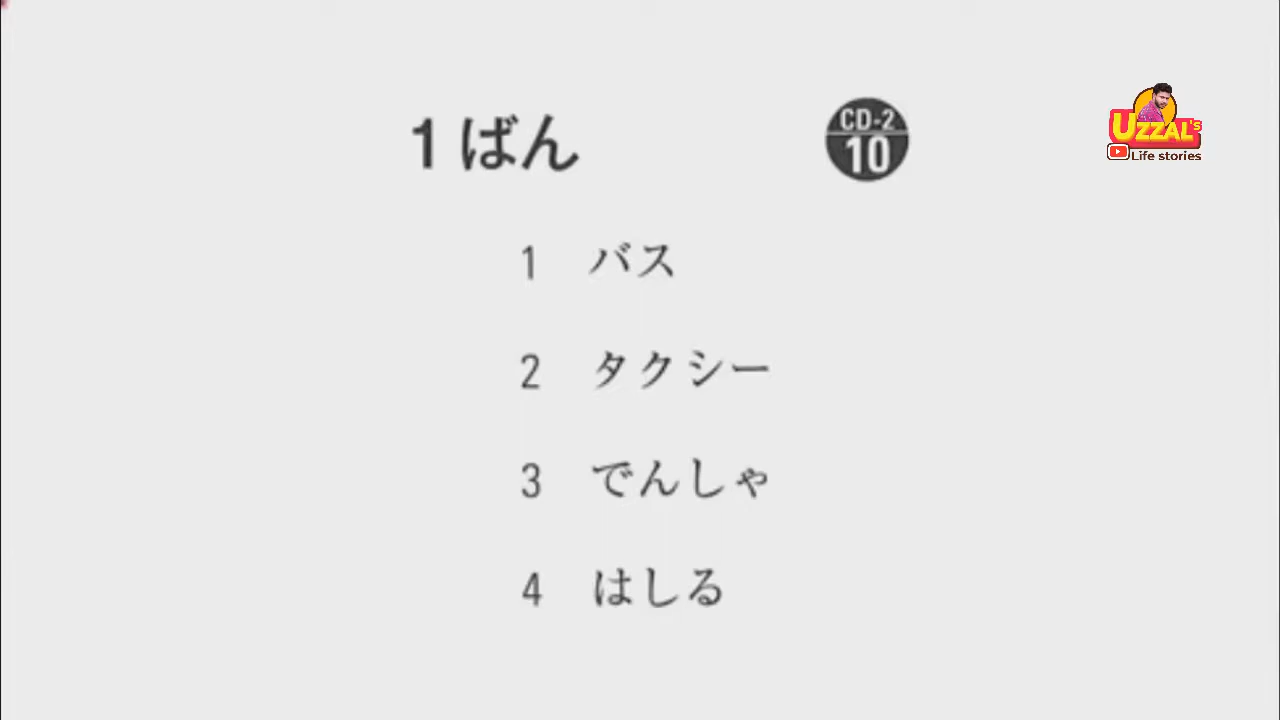 1ばん
CD-2
10
UZZAL's
Life stories
1 バス
2 タクシー
3 でんしゃ
4 はしる